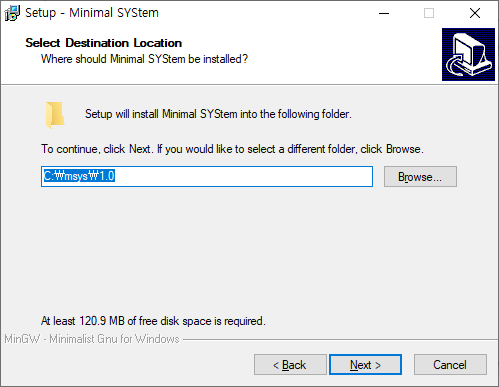 Setup - Minimal SYStem
Select Destination Location
Where should Minimal SYStem be installed?
Setup will install Minimal SYStem into the following folder.
To continue, click Next. If you would like to select a different folder, click Browse.
C:₩msys₩1.0
Browse...
At least 120.9 MB of free disk space is required.
MinGW - Minimalist Gnu for Windows
< Back
Next >
Cancel